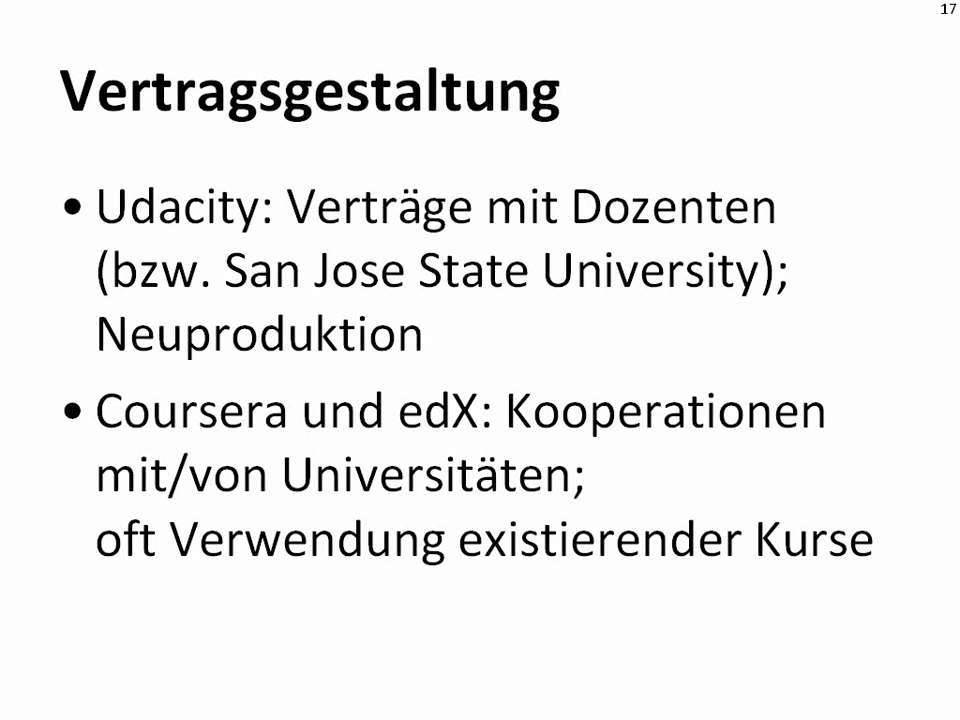 17
Vertragsgestaltung
• Udacity: Verträge mit Dozenten
(bzw. San Jose State University);
Neuproduktion
• Coursera und edX: Kooperationen
mit/von Universitäten;
oft Verwendung existierender Kurse